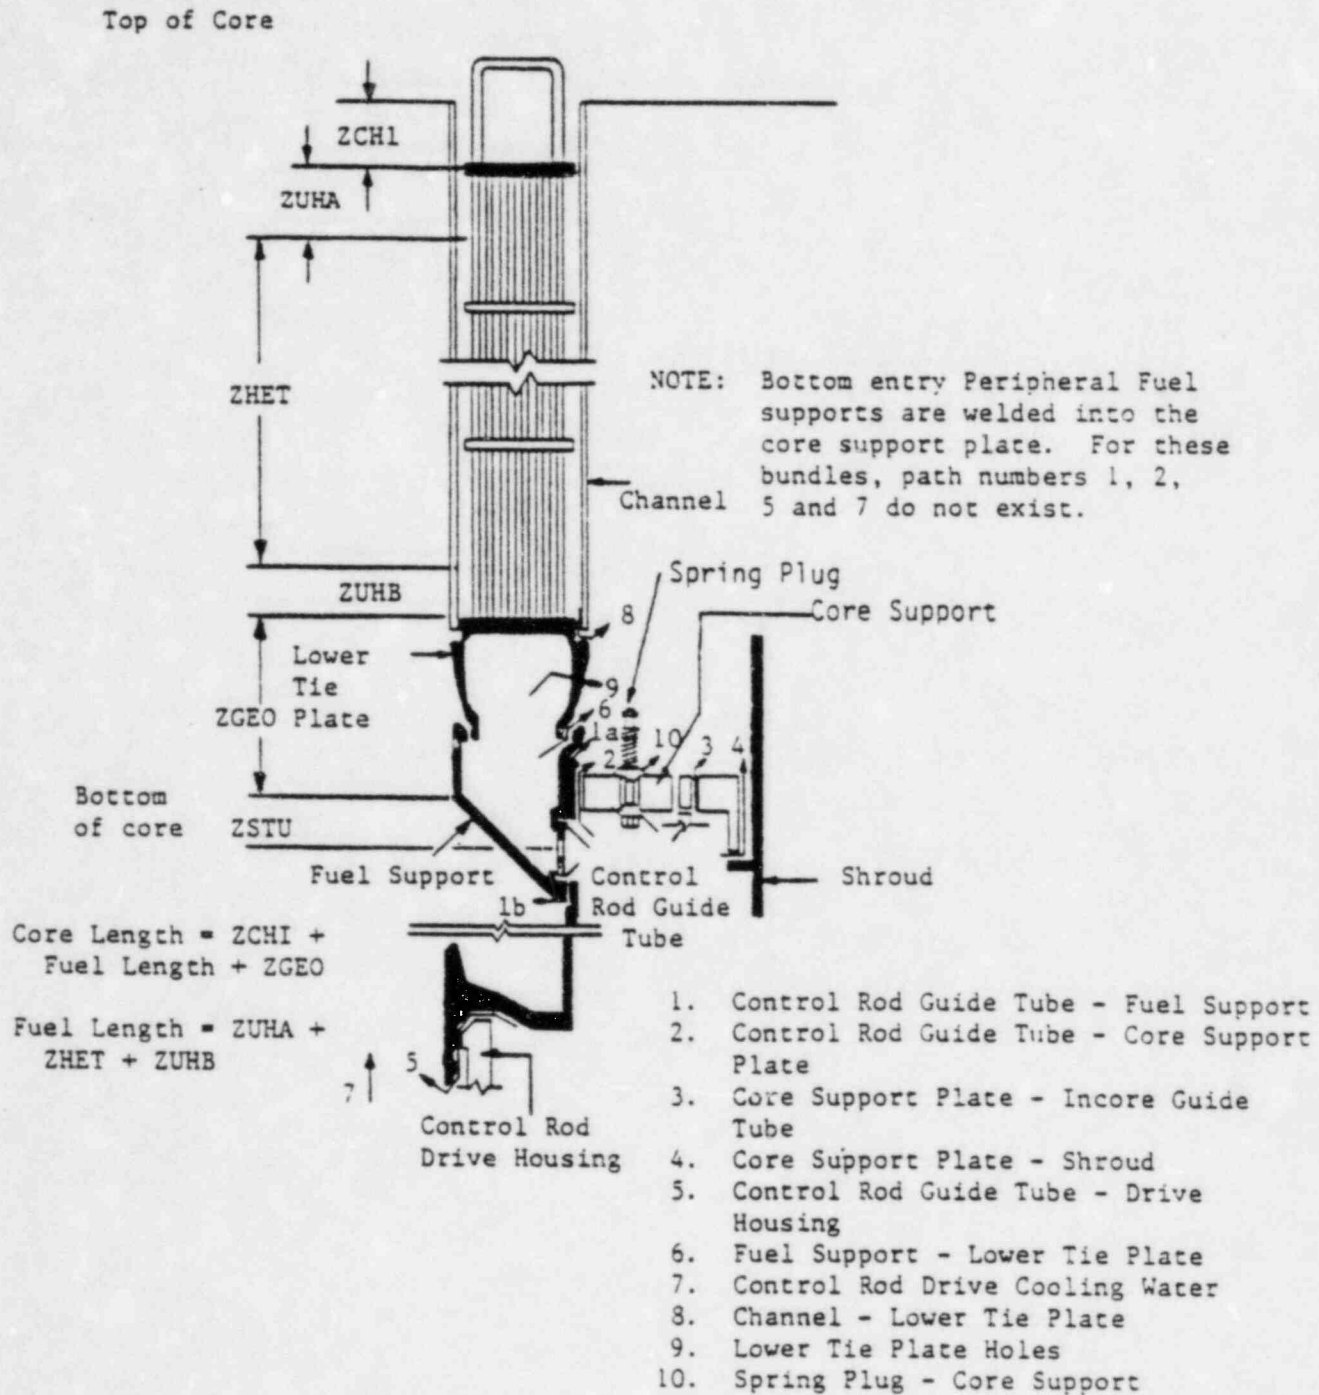 Top of Core
ZCH1
ZUHA
ZHET
NOTE: Bottom entry Peripheral Fuel
supports are welded into the
core support plate. For these
bundles, path numbers 1, 2,
5 and 7 do not exist.
Channel
Spring Plug
ZUHB
Core Support
8
Lower
Tie
Plate
ZGEO
9
6
1a
10
3
4
2
Bottom
of core
ZSTU
Fuel Support
Control
Rod Guide
Tube
Shroud
1b
Core Length = ZCHI +
Fuel Length + ZGEO
Fuel Length = ZUHA +
ZHET + ZUHB
5
7
Control Rod
Drive Housing
1. Control Rod Guide Tube - Fuel Support
2. Control Rod Guide Tube - Core Support
Plate
3. Core Support Plate - Incore Guide
Tube
4. Core Support Plate - Shroud
5. Control Rod Guide Tube - Drive
Housing
6. Fuel Support - Lower Tie Plate
7. Control Rod Drive Cooling Water
8. Channel - Lower Tie Plate
9. Lower Tie Plate Holes
10. Spring Plug - Core Support